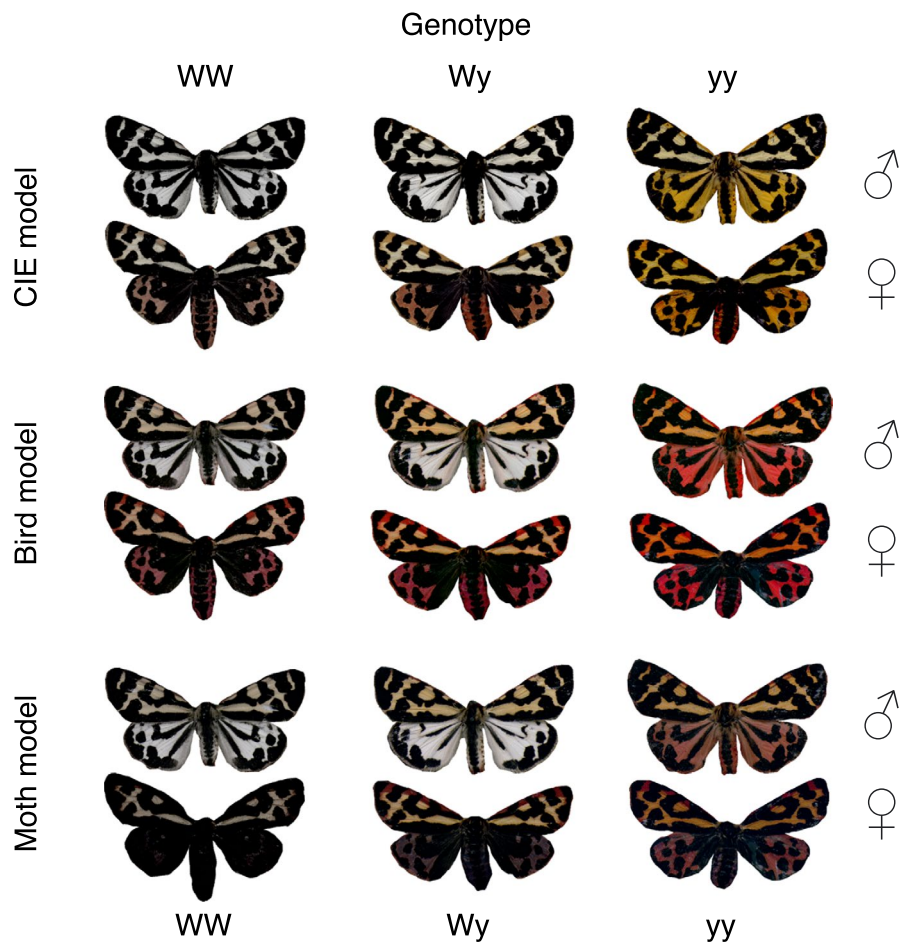 Genotype
WW Wy yy
CIE model
♂
♀
Bird model
♂
♀
Moth model
♂
♀
WW Wy yy